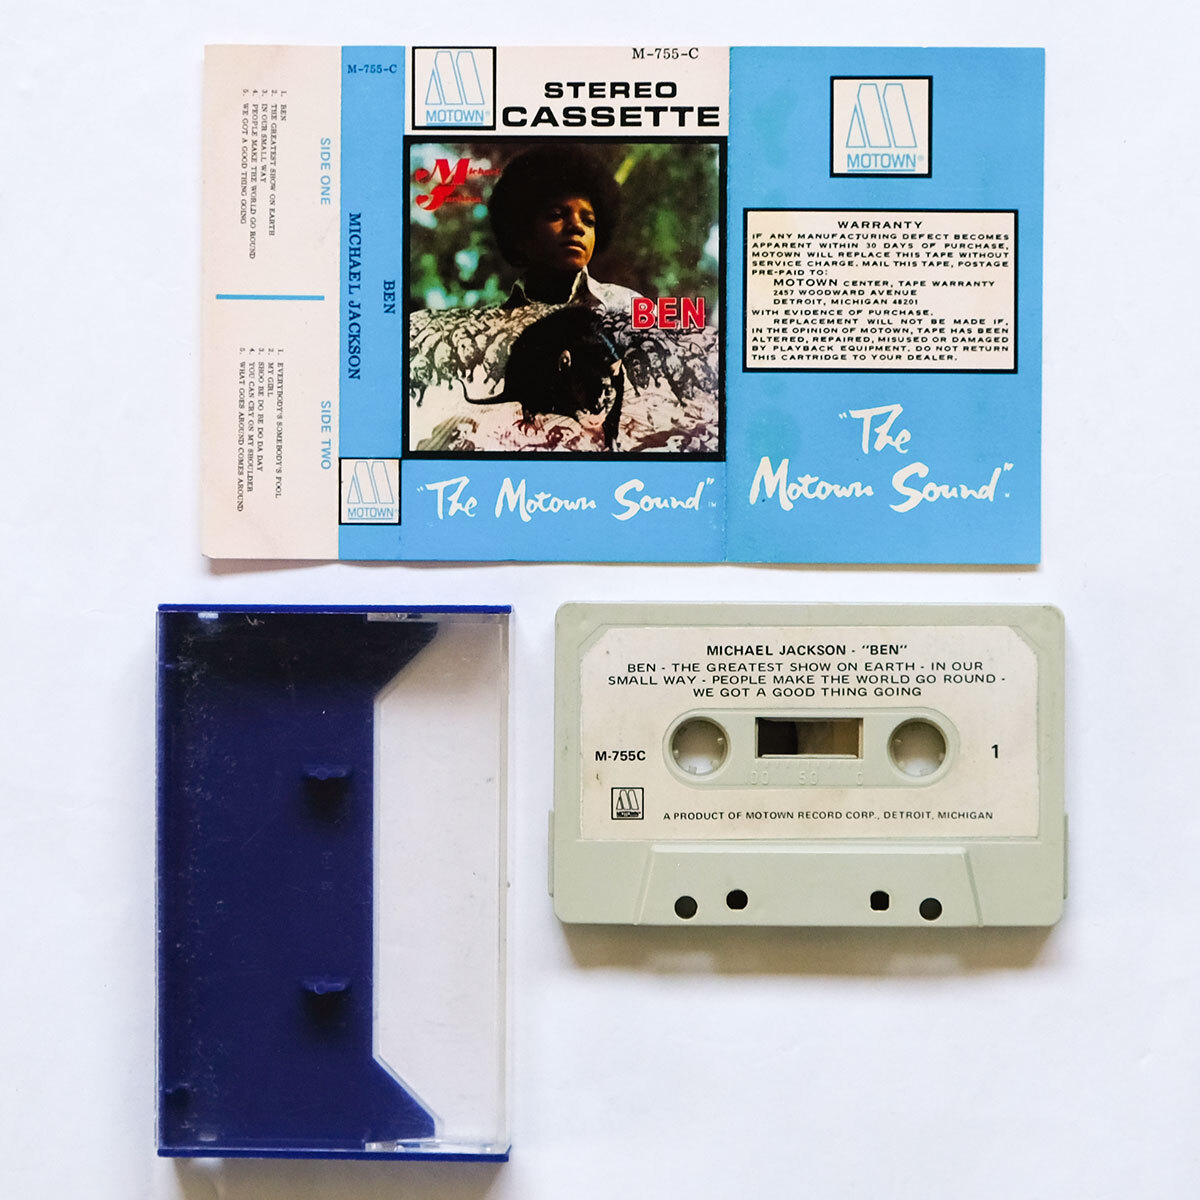 M-755-C
SIDE ONE
1. BEN
2. THE GREATEST SHOW ON EARTH
3. IN OUR SMALL WAY
4. PEOPLE MAKE THE WORLD GO ROUND
5. WE GOT A GOOD THING GOING
SIDE TWO
1. EVERYBODY'S SOMEBODY'S FOOL
2. MY GIRL
3. SHOO BE DO BE DO DA DAY
4. YOU CAN CRY ON MY SHOULDER
5. WHAT GOES AROUND COMES AROUND
BEN
MICHAEL JACKSON
MOTOWN®
M-755-C
MOTOWN®
STEREO
CASSETTE
Michael
Jackson
BEN
"The Motown Sound"™
MOTOWN®
WARRANTY
IF ANY MANUFACTURING DEFECT BECOMES
APPARENT WITHIN 30 DAYS OF PURCHASE,
MOTOWN WILL REPLACE THIS TAPE WITHOUT
SERVICE CHARGE. MAIL THIS TAPE, POSTAGE
PRE-PAID TO:
MOTOWN CENTER, TAPE WARRANTY
2457 WOODWARD AVENUE
DETROIT, MICHIGAN 48201
WITH EVIDENCE OF PURCHASE.
REPLACEMENT WILL NOT BE MADE IF,
IN THE OPINION OF MOTOWN, TAPE HAS BEEN
ALTERED, REPAIRED, MISUSED OR DAMAGED
BY PLAYBACK EQUIPMENT. DO NOT RETURN
THIS CARTRIDGE TO YOUR DEALER.
"The
Motown Sound"™
MICHAEL JACKSON - "BEN"
BEN - THE GREATEST SHOW ON EARTH - IN OUR
SMALL WAY - PEOPLE MAKE THE WORLD GO ROUND -
WE GOT A GOOD THING GOING
M-755C
1
100 50 0
MOTOWN
A PRODUCT OF MOTOWN RECORD CORP., DETROIT, MICHIGAN